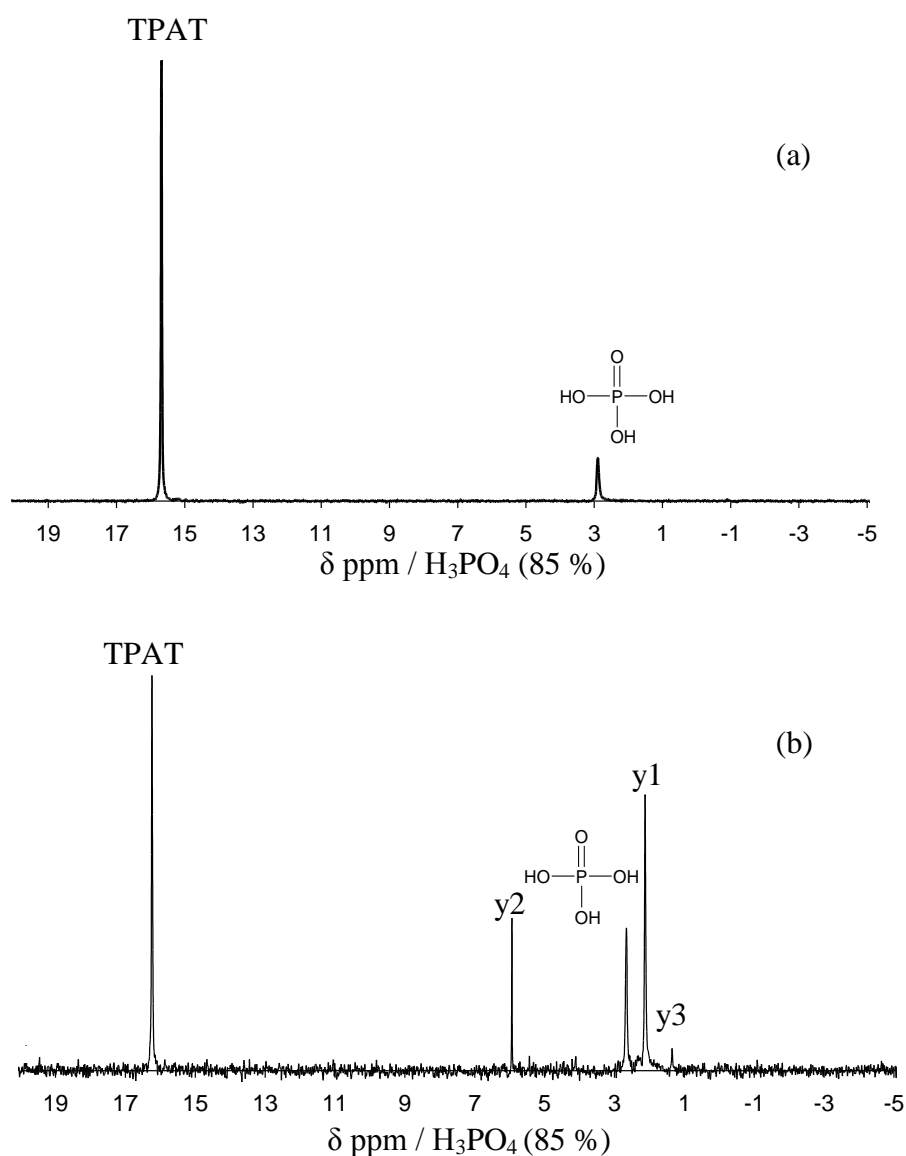 TPAT
(a)
O
HO P OH
OH
19 17 15 13 11 9 7 5 3 1 -1 -3 -5
δ ppm / H₃PO₄ (85 %)
TPAT
(b)
y1
O
HO P OH
y2 OH
y3
19 17 15 13 11 9 7 5 3 1 -1 -3 -5
δ ppm / H₃PO₄ (85 %)